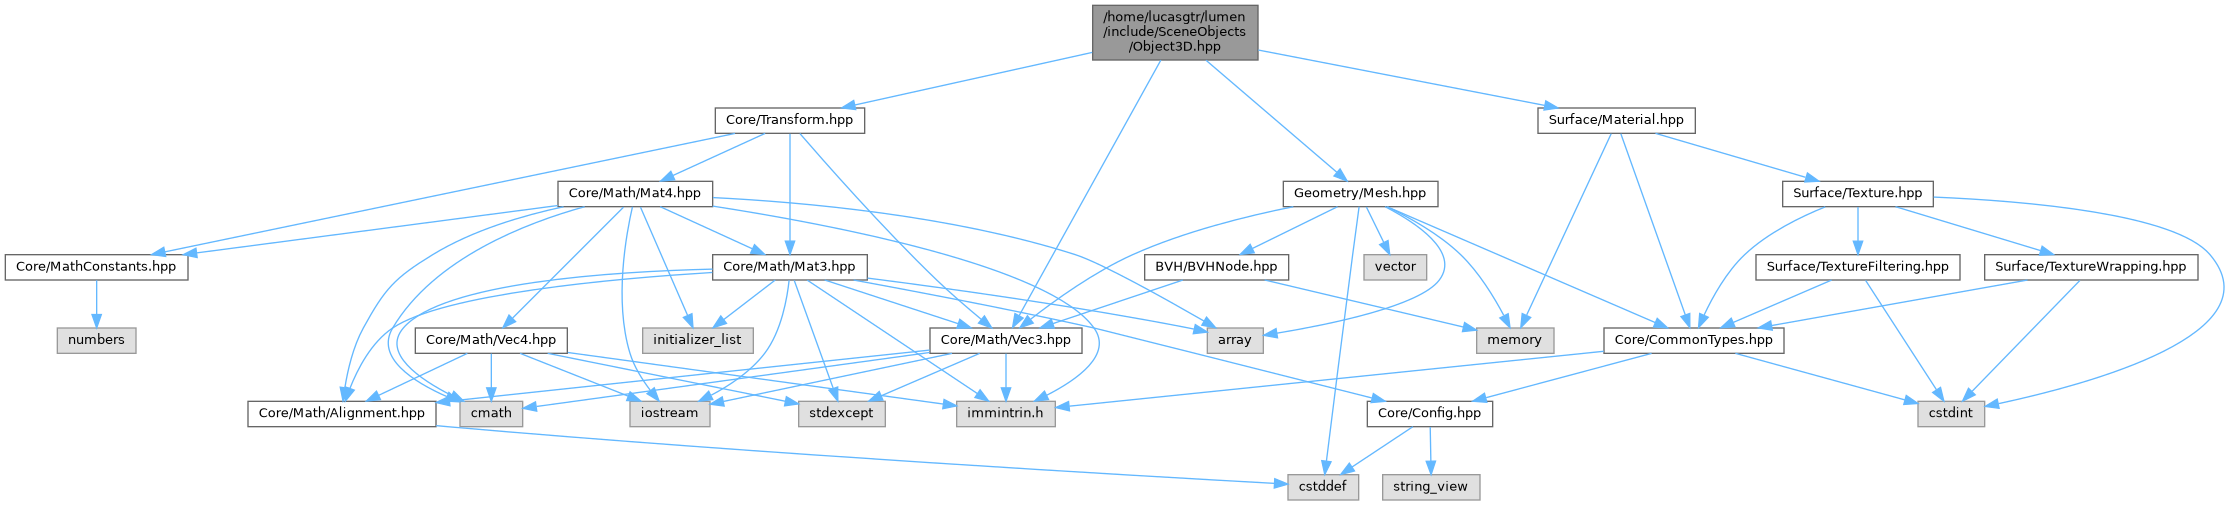 /home/lucasgtr/lumen
/include/SceneObjects
/Object3D.hpp
Core/Transform.hpp
Surface/Material.hpp
Core/Math/Mat4.hpp
Geometry/Mesh.hpp
Surface/Texture.hpp
Core/MathConstants.hpp
Core/Math/Mat3.hpp
BVH/BVHNode.hpp
vector
Surface/TextureFiltering.hpp
Surface/TextureWrapping.hpp
numbers
Core/Math/Vec4.hpp
initializer_list
Core/Math/Vec3.hpp
array
memory
Core/CommonTypes.hpp
Core/Math/Alignment.hpp
cmath
iostream
stdexcept
immintrin.h
Core/Config.hpp
cstdint
cstddef
string_view